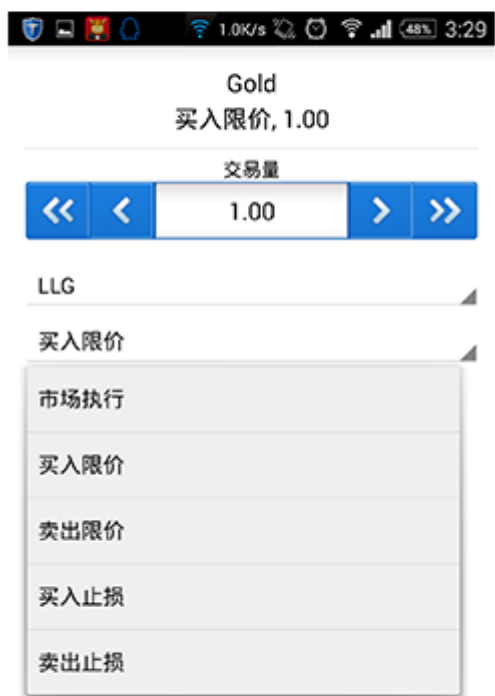 1.0K/s 48% 3:29
Gold
买入限价, 1.00
交易量
1.00
LLG
买入限价
市场执行
买入限价
卖出限价
买入止损
卖出止损